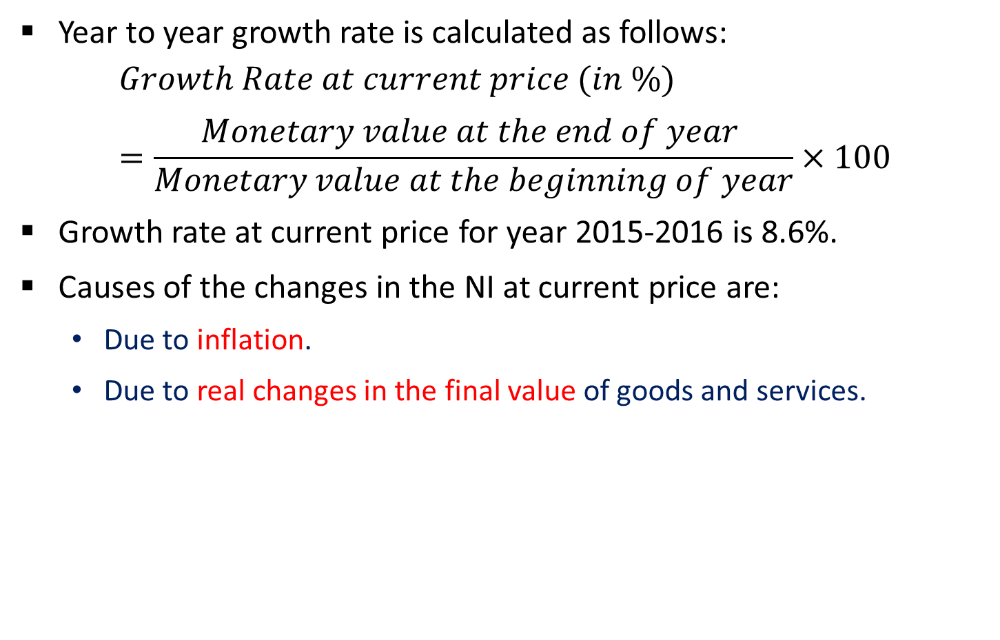 ▪ Year to year growth rate is calculated as follows:
Growth Rate at current price (in %)
= Monetary value at the end of year / Monetary value at the beginning of year × 100
▪ Growth rate at current price for year 2015-2016 is 8.6%.
▪ Causes of the changes in the NI at current price are:
• Due to inflation.
• Due to real changes in the final value of goods and services.